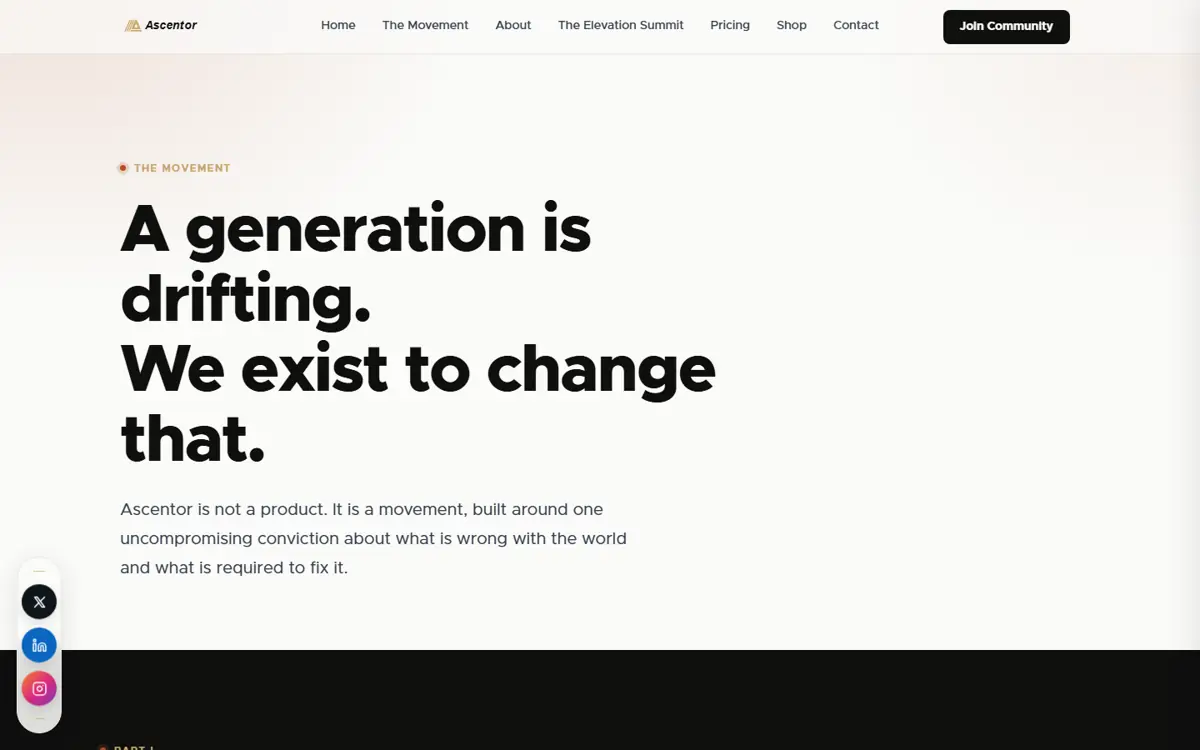 Ascentor
Home
The Movement
About
The Elevation Summit
Pricing
Shop
Contact
Join Community
THE MOVEMENT
A generation is
drifting.
We exist to change
that.
Ascentor is not a product. It is a movement, built around one
uncompromising conviction about what is wrong with the world
and what is required to fix it.
X
in
PART I